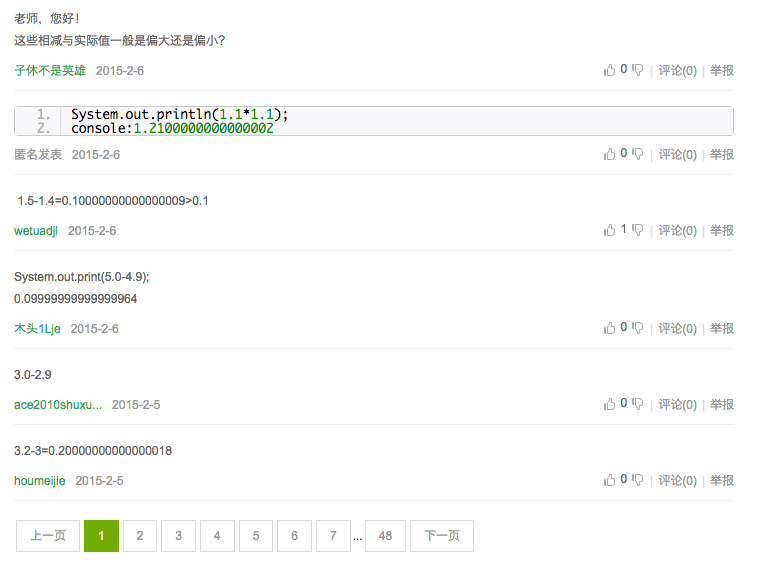 老师，您好！
这些相减与实际值一般是偏大还是偏小？
子休不是英雄 2015-2-6 0 | 评论(0) | 举报
1. System.out.println(1.1*1.1);
2. console:1.2100000000000002
匿名发表 2015-2-6 0 | 评论(0) | 举报
1.5-1.4=0.10000000000000009>0.1
wetuadjl 2015-2-6 1 | 评论(0) | 举报
System.out.print(5.0-4.9);
0.09999999999999964
木头1Lje 2015-2-6 0 | 评论(0) | 举报
3.0-2.9
ace2010shuxu... 2015-2-5 0 | 评论(0) | 举报
3.2-3=0.20000000000000018
houmeijie 2015-2-5 0 | 评论(0) | 举报
上一页 1 2 3 4 5 6 7 ... 48 下一页